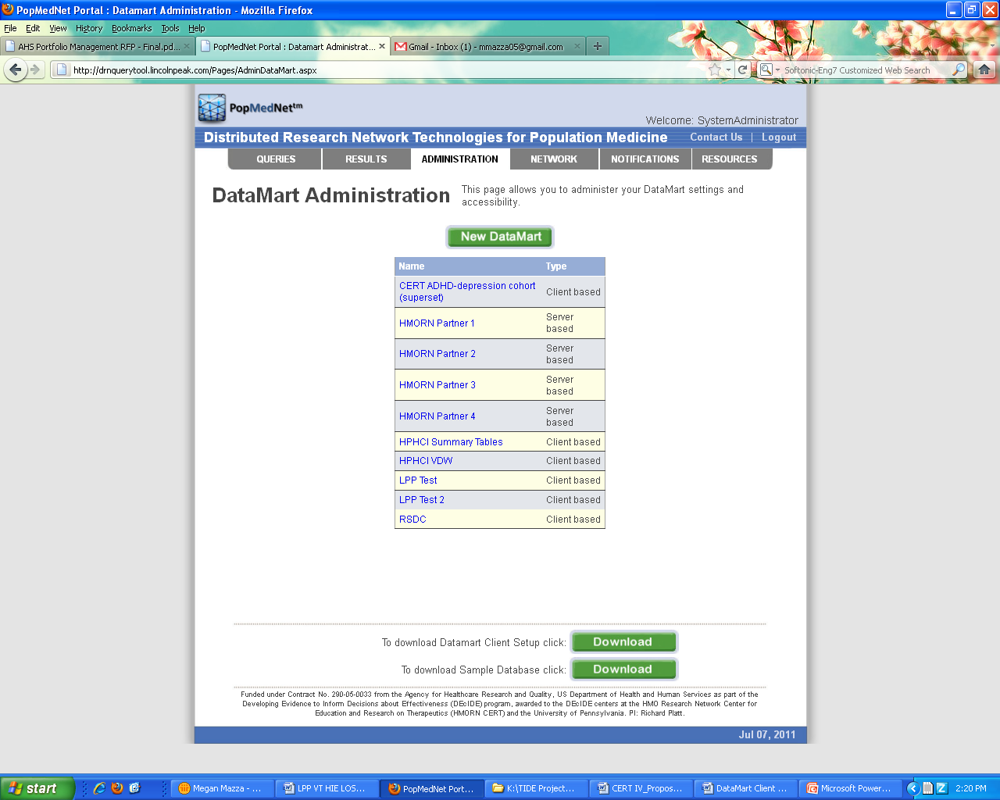 PopMedNet Portal : Datamart Administration - Mozilla Firefox
File Edit View History Bookmarks Tools Help
AHS Portfolio Management RFP - Final.pd...
PopMedNet Portal : Datamart Administrat...
Gmail - Inbox (1) - mmazza05@gmail.com
http://drnquerytool.lincolnpeak.com/Pages/AdminDataMart.aspx
Softonic-Eng7 Customized Web Search
PopMedNet™
Welcome: SystemAdministrator
Distributed Research Network Technologies for Population Medicine
Contact Us | Logout
QUERIES RESULTS ADMINISTRATION NETWORK NOTIFICATIONS RESOURCES
DataMart Administration
This page allows you to administer your DataMart settings and
accessibility.
New DataMart
Name Type
CERT ADHD-depression cohort
(superset)
Client based
HMORN Partner 1
Server
based
HMORN Partner 2
Server
based
HMORN Partner 3
Server
based
HMORN Partner 4
Server
based
HPHCI Summary Tables Client based
HPHCI VDW Client based
LPP Test Client based
LPP Test 2 Client based
RSDC Client based
To download Datamart Client Setup click: Download
To download Sample Database click: Download
Funded under Contract No. 290-05-0033 from the Agency for Healthcare Research and Quality, US Department of Health and Human Services as part of the
Developing Evidence to Inform Decisions about Effectiveness (DEcIDE) program, awarded to the DEcIDE centers at the HMO Research Network Center for
Education and Research on Therapeutics (HMORN CERT) and the University of Pennsylvania. PI: Richard Platt.
Jul 07, 2011
start
Megan Mazza - ...
LPP VT HIE LOS...
PopMedNet Port...
K:\TIDE Project...
CERT IV_Propos...
DataMart Client ...
Microsoft Power...
2:20 PM